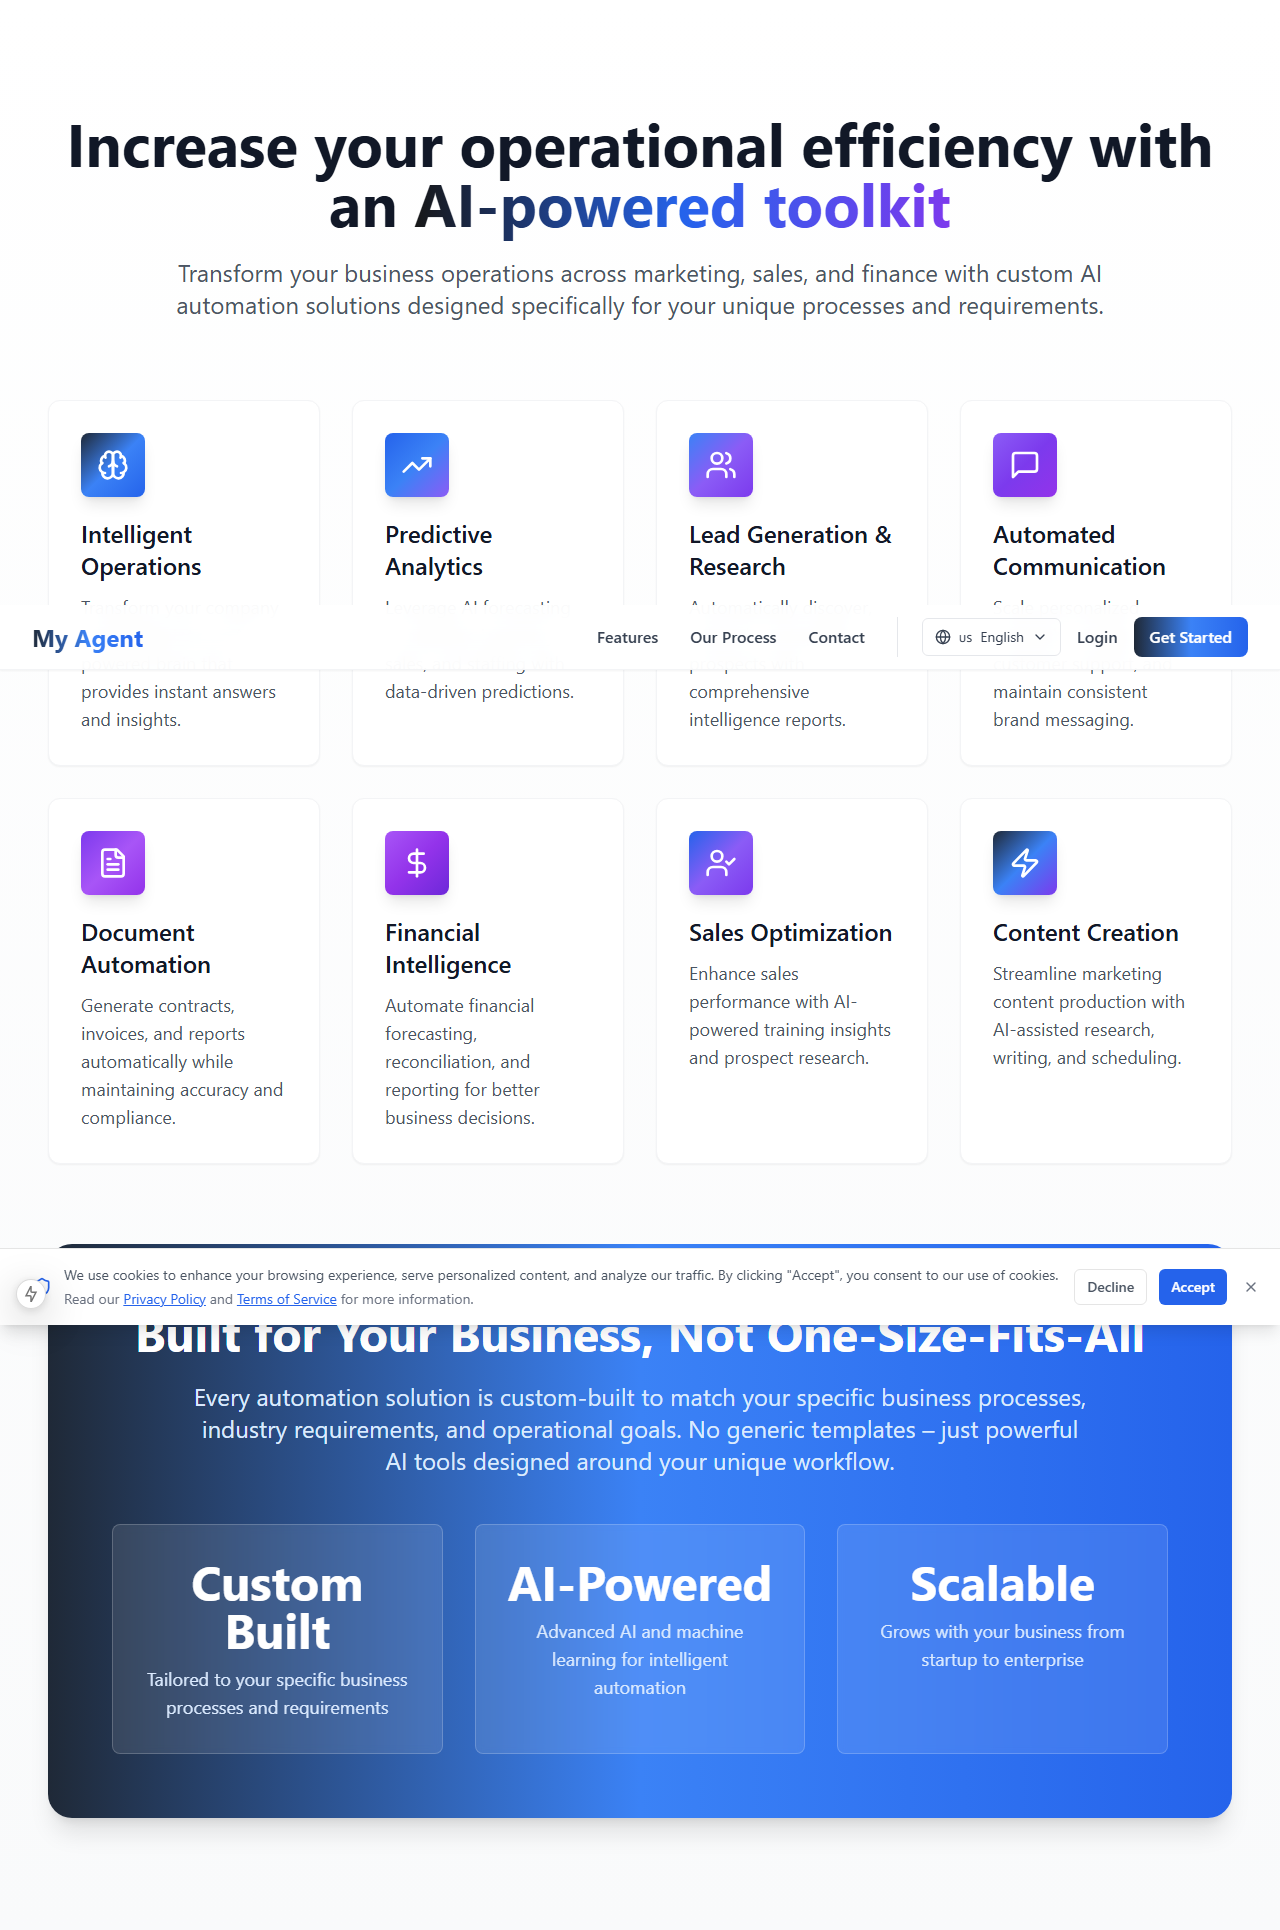 Increase your operational efficiency with
an AI-powered toolkit
Transform your business operations across marketing, sales, and finance with custom AI
automation solutions designed specifically for your unique processes and requirements.
Intelligent
Operations
Predictive
Analytics
Lead Generation &
Research
Automated
Communication
My Agent
Features
Our Process
Contact
us English
Login
Get Started
provides instant answers
and insights.
data-driven predictions.
comprehensive
intelligence reports.
maintain consistent
brand messaging.
Document
Automation
Generate contracts,
invoices, and reports
automatically while
maintaining accuracy and
compliance.
Financial
Intelligence
Automate financial
forecasting,
reconciliation, and
reporting for better
business decisions.
Sales Optimization
Enhance sales
performance with AI-
powered training insights
and prospect research.
Content Creation
Streamline marketing
content production with
AI-assisted research,
writing, and scheduling.
We use cookies to enhance your browsing experience, serve personalized content, and analyze our traffic. By clicking "Accept", you consent to our use of cookies.
Read our Privacy Policy and Terms of Service for more information.
Decline
Accept
Built for Your Business, Not One-Size-Fits-All
Every automation solution is custom-built to match your specific business processes,
industry requirements, and operational goals. No generic templates – just powerful
AI tools designed around your unique workflow.
Custom
Built
Tailored to your specific business
processes and requirements
AI-Powered
Advanced AI and machine
learning for intelligent
automation
Scalable
Grows with your business from
startup to enterprise